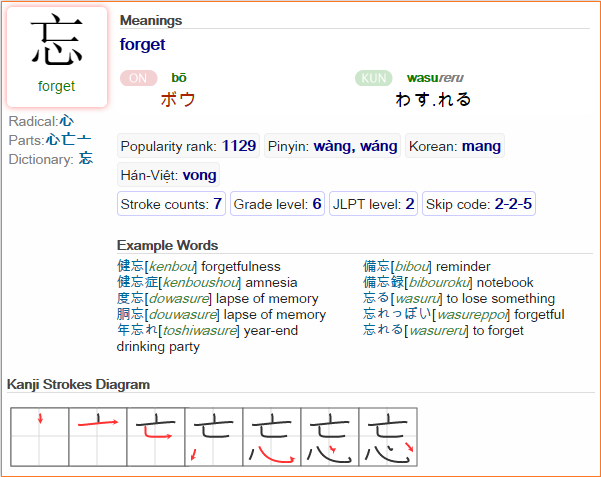 忘
forget
Radical:心
Parts:心亡亠
Dictionary: 忘
Meanings
forget
ON bō
ボウ
KUN wasureru
わす.れる
Popularity rank: 1129 Pinyin: wàng, wáng Korean: mang
Hán-Việt: vong
Stroke counts: 7 Grade level: 6 JLPT level: 2 Skip code: 2-2-5
Example Words
健忘[kenbou] forgetfulness
健忘症[kenboushou] amnesia
度忘[dowasure] lapse of memory
胴忘[douwasure] lapse of memory
年忘れ[toshiwasure] year-end
drinking party
備忘[bibou] reminder
備忘録[bibouroku] notebook
忘る[wasuru] to lose something
忘れっぽい[wasureppo] forgetful
忘れる[wasureru] to forget
Kanji Strokes Diagram